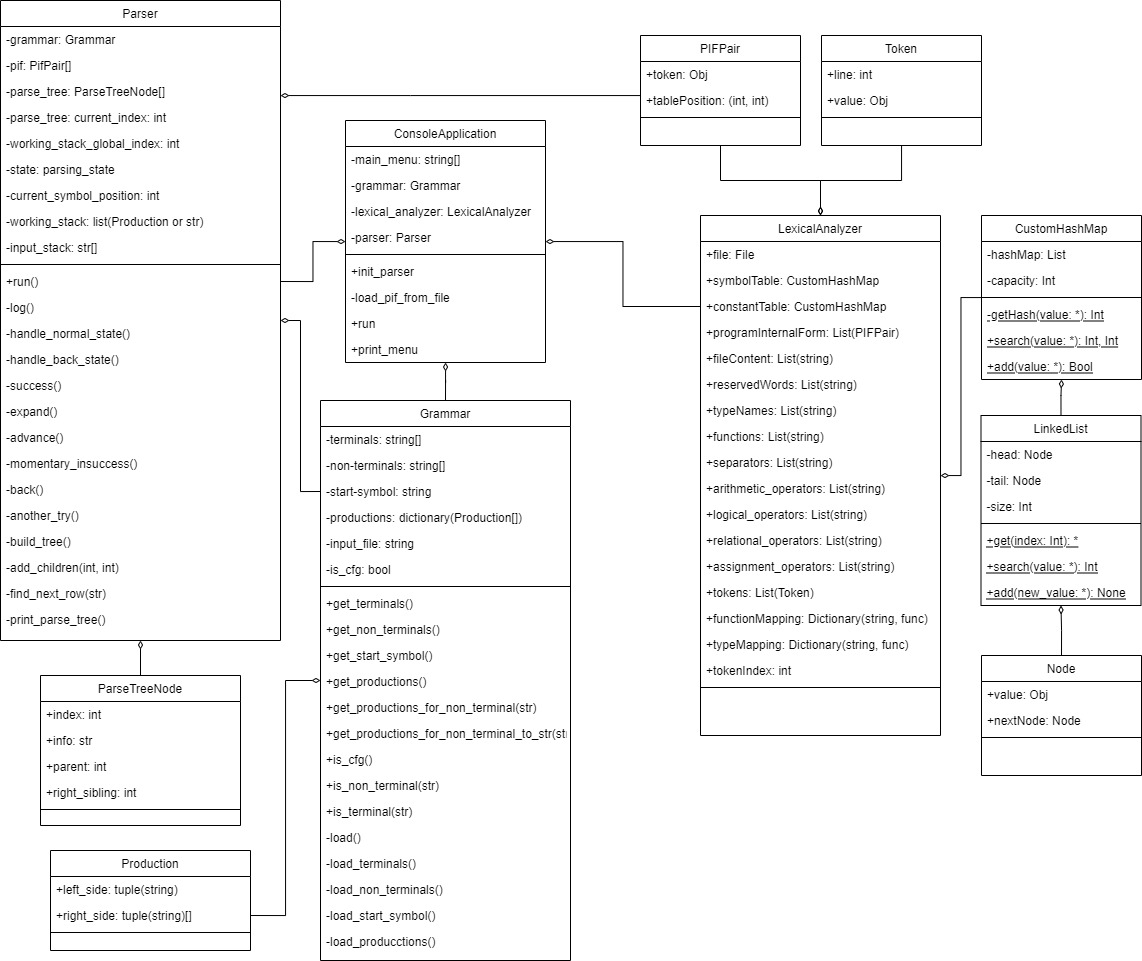 Parser
-grammar: Grammar
-pif: PifPair[]
-parse_tree: ParseTreeNode[]
-parse_tree: current_index: int
-working_stack_global_index: int
-state: parsing_state
-current_symbol_position: int
-working_stack: list(Production or str)
-input_stack: str[]
+run()
-log()
-handle_normal_state()
-handle_back_state()
-success()
-expand()
-advance()
-momentary_insuccess()
-back()
-another_try()
-build_tree()
-add_children(int, int)
-find_next_row(str)
-print_parse_tree()
ParseTreeNode
+index: int
+info: str
+parent: int
+right_sibling: int
Production
+left_side: tuple(string)
+right_side: tuple(string)[]
ConsoleApplication
-main_menu: string[]
-grammar: Grammar
-lexical_analyzer: LexicalAnalyzer
-parser: Parser
+init_parser
-load_pif_from_file
+run
+print_menu
Grammar
-terminals: string[]
-non-terminals: string[]
-start-symbol: string
-productions: dictionary(Production[])
-input_file: string
-is_cfg: bool
+get_terminals()
+get_non_terminals()
+get_start_symbol()
+get_productions()
+get_productions_for_non_terminal(str)
+get_productions_for_non_terminal_to_str(st
+is_cfg()
+is_non_terminal(str)
+is_terminal(str)
-load()
-load_terminals()
-load_non_terminals()
-load_start_symbol()
-load_producctions()
PIFPair
+token: Obj
+tablePosition: (int, int)
Token
+line: int
+value: Obj
LexicalAnalyzer
+file: File
+symbolTable: CustomHashMap
+constantTable: CustomHashMap
+programInternalForm: List(PIFPair)
+fileContent: List(string)
+reservedWords: List(string)
+typeNames: List(string)
+functions: List(string)
+separators: List(string)
+arithmetic_operators: List(string)
+logical_operators: List(string)
+relational_operators: List(string)
+assignment_operators: List(string)
+tokens: List(Token)
+functionMapping: Dictionary(string, func)
+typeMapping: Dictionary(string, func)
+tokenIndex: int
CustomHashMap
-hashMap: List
-capacity: Int
-getHash(value: *): Int
+search(value: *): Int, Int
+add(value: *): Bool
LinkedList
-head: Node
-tail: Node
-size: Int
+get(index: Int): *
+search(value: *): Int
+add(new_value: *): None
Node
+value: Obj
+nextNode: Node